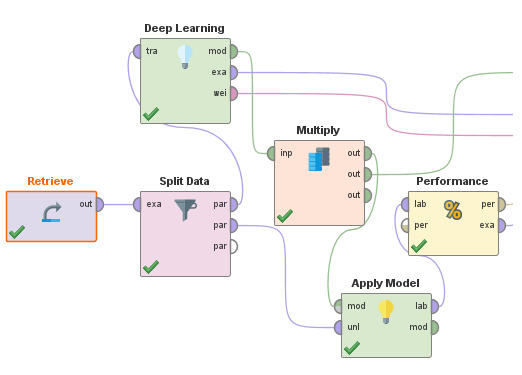 Deep Learning
tra mod
exa
wei
Multiply
inp out
out
out
Retrieve
out
Split Data
exa par
par
par
Performance
% 
lab per
per exa
Apply Model
mod lab
unl mod